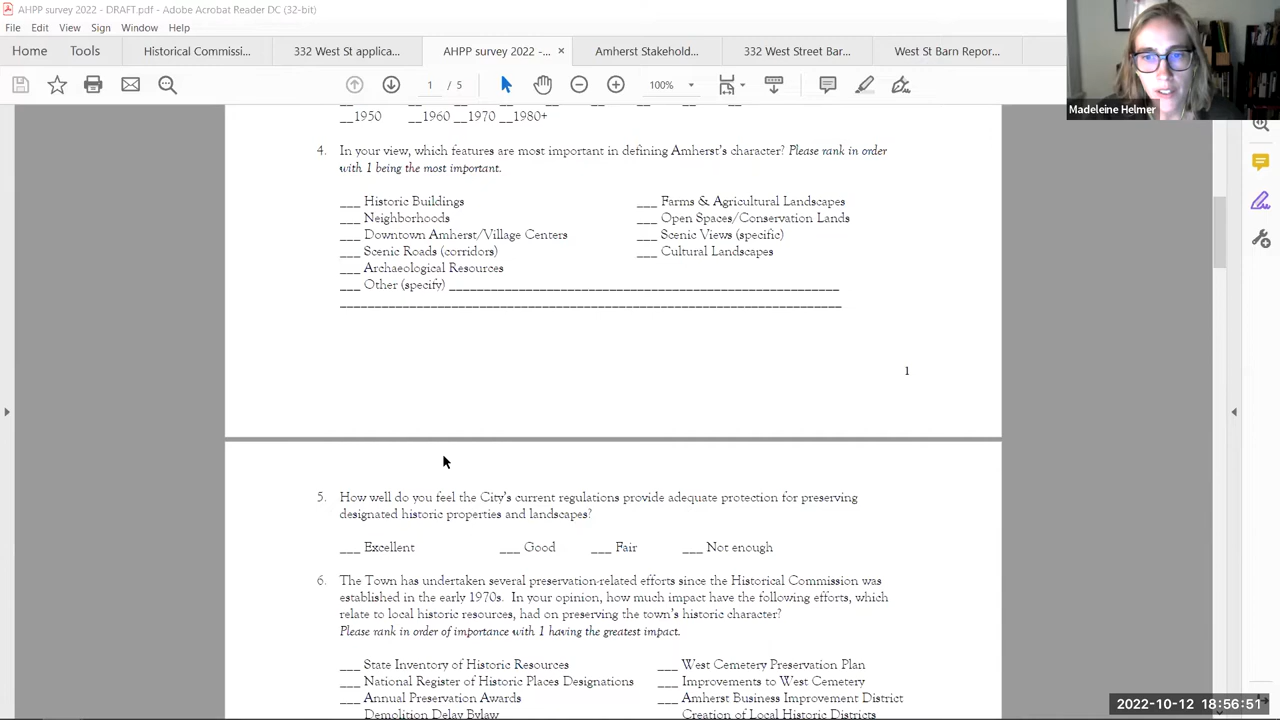 AHPP survey 2022 - DRAFT.pdf - Adobe Acrobat Reader DC (32-bit)
File Edit View Sign Window Help
Home Tools Historical Commissi... 332 West St applica... AHPP survey 2022 -... × Amherst Stakehold... 332 West Street Bar... West St Barn Repor...
1 / 5 100%
Madeleine Helmer
__1950 __1960 __1970 __1980+
4. In your view, which features are most important in defining Amherst's character? Please rank in order
with 1 being the most important.
___ Historic Buildings ___ Farms & Agricultural Landscapes
___ Neighborhoods ___ Open Spaces/Conservation Lands
___ Downtown Amherst/Village Centers ___ Scenic Views (specific)
___ Scenic Roads (corridors) ___ Cultural Landscapes
___ Archaeological Resources
___ Other (specify)
1
5. How well do you feel the City's current regulations provide adequate protection for preserving
designated historic properties and landscapes?
___ Excellent ___ Good ___ Fair ___ Not enough
6. The Town has undertaken several preservation-related efforts since the Historical Commission was
established in the early 1970s. In your opinion, how much impact have the following efforts, which
relate to local historic resources, had on preserving the town's historic character?
Please rank in order of importance with 1 having the greatest impact.
___ State Inventory of Historic Resources ___ West Cemetery Preservation Plan
___ National Register of Historic Places Designations ___ Improvements to West Cemetery
___ Annual Preservation Awards ___ Amherst Business Improvement District
Demolition Delay Bylaw Creation of Local Historic Districts
2022-10-12 18:56:51